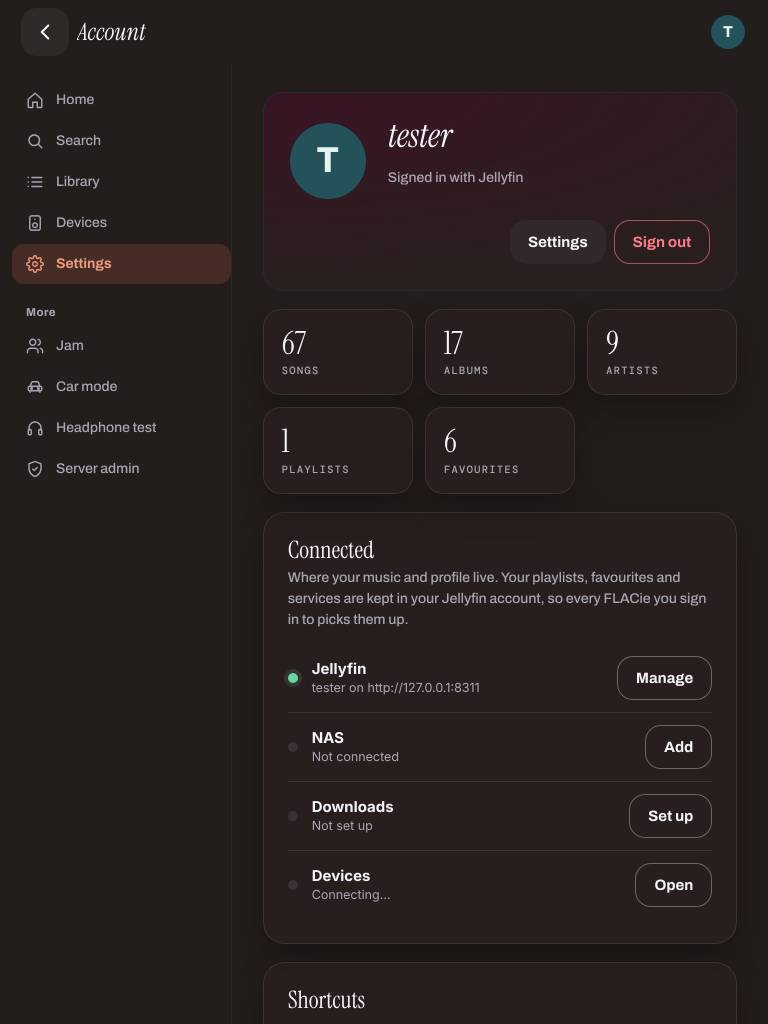 Account
T
Home
Search
Library
Devices
Settings
More
Jam
Car mode
Headphone test
Server admin
T
tester
Signed in with Jellyfin
Settings
Sign out
67
SONGS
17
ALBUMS
9
ARTISTS
1
PLAYLISTS
6
FAVOURITES
Connected
Where your music and profile live. Your playlists, favourites and
services are kept in your Jellyfin account, so every FLACie you sign
in to picks them up.
Jellyfin
tester on http://127.0.0.1:8311
Manage
NAS
Not connected
Add
Downloads
Not set up
Set up
Devices
Connecting...
Open
Shortcuts